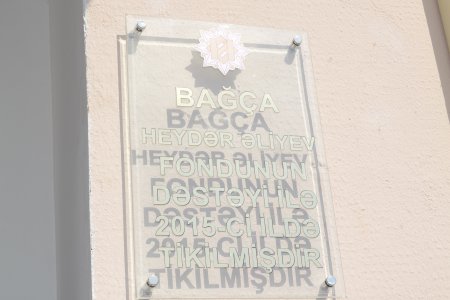 BAĞÇA
HEYDƏR ƏLİYEV
FONDUNUN
DƏSTƏYİ İLƏ
2015-Cİ İLDƏ
TİKİLMİŞDİR